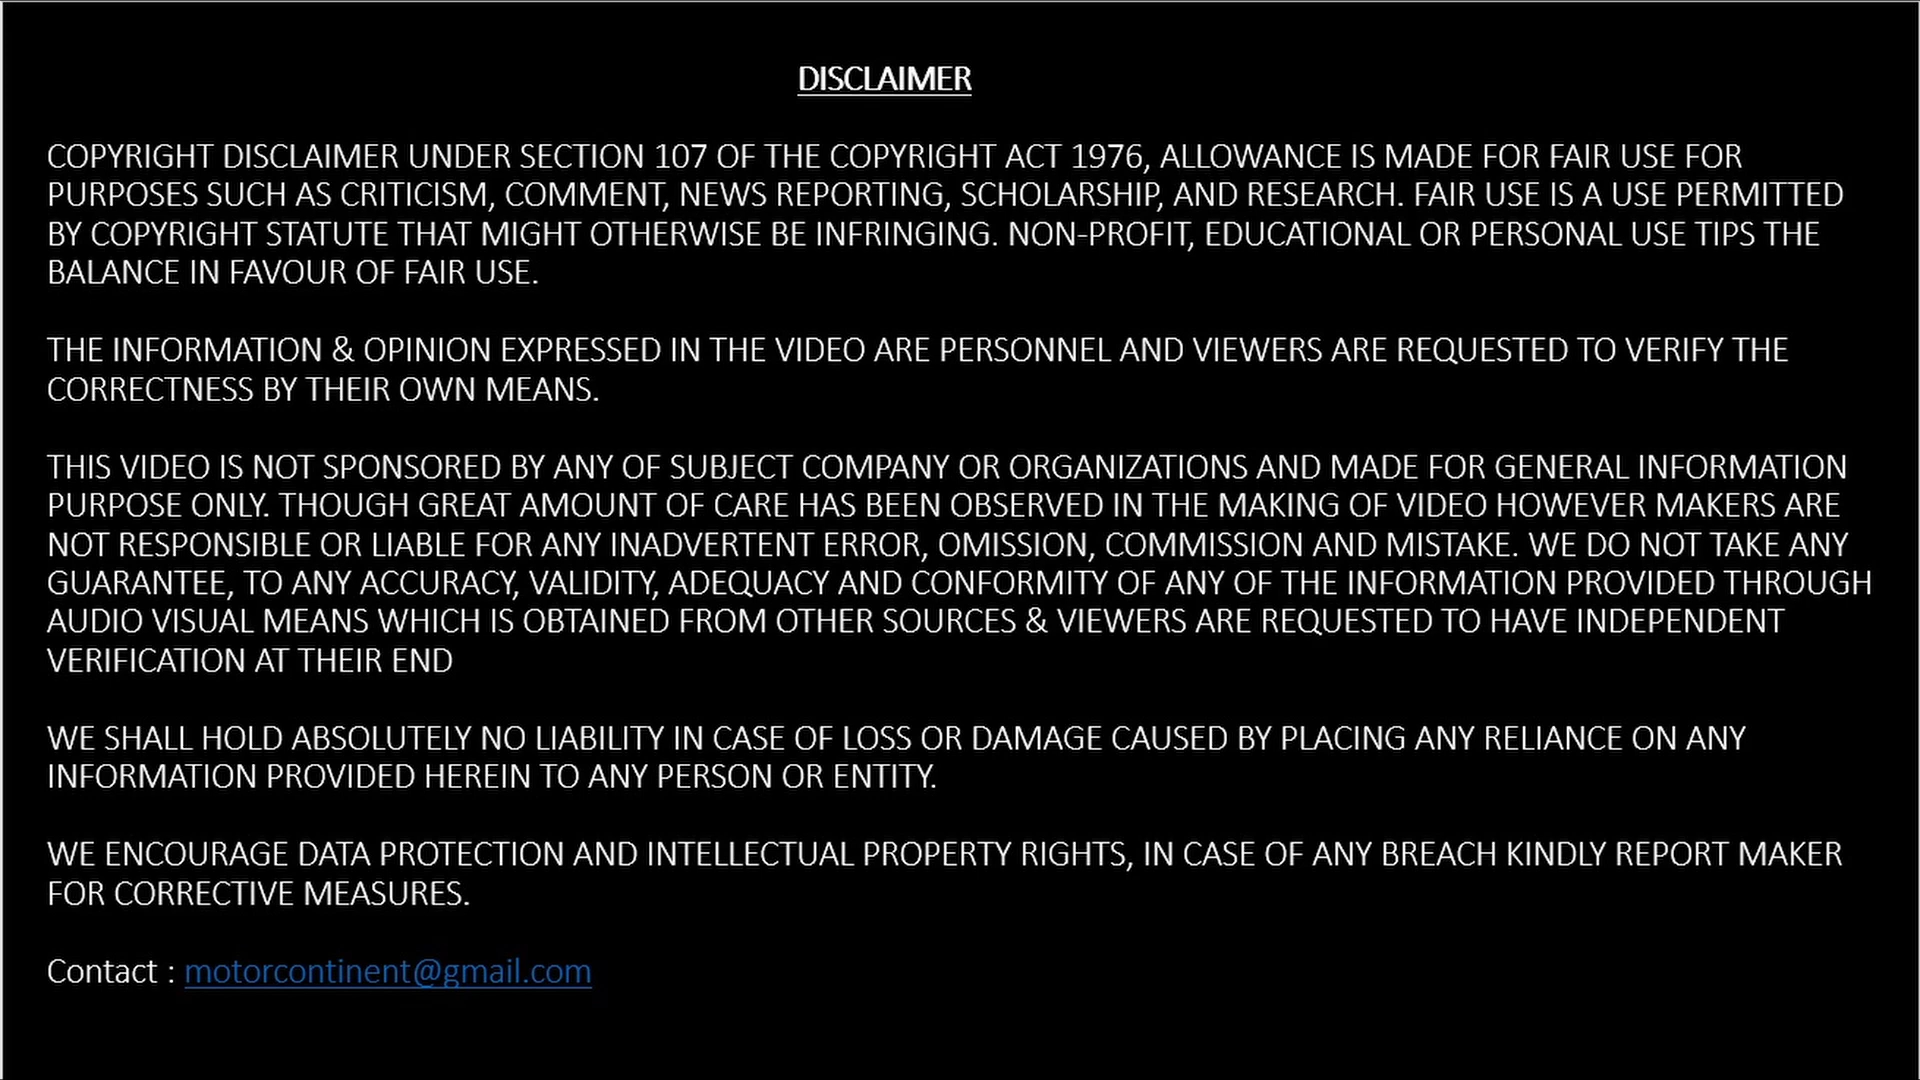 DISCLAIMER
COPYRIGHT DISCLAIMER UNDER SECTION 107 OF THE COPYRIGHT ACT 1976, ALLOWANCE IS MADE FOR FAIR USE FOR
PURPOSES SUCH AS CRITICISM, COMMENT, NEWS REPORTING, SCHOLARSHIP, AND RESEARCH. FAIR USE IS A USE PERMITTED
BY COPYRIGHT STATUTE THAT MIGHT OTHERWISE BE INFRINGING. NON-PROFIT, EDUCATIONAL OR PERSONAL USE TIPS THE
BALANCE IN FAVOUR OF FAIR USE.
THE INFORMATION & OPINION EXPRESSED IN THE VIDEO ARE PERSONNEL AND VIEWERS ARE REQUESTED TO VERIFY THE
CORRECTNESS BY THEIR OWN MEANS.
THIS VIDEO IS NOT SPONSORED BY ANY OF SUBJECT COMPANY OR ORGANIZATIONS AND MADE FOR GENERAL INFORMATION
PURPOSE ONLY. THOUGH GREAT AMOUNT OF CARE HAS BEEN OBSERVED IN THE MAKING OF VIDEO HOWEVER MAKERS ARE
NOT RESPONSIBLE OR LIABLE FOR ANY INADVERTENT ERROR, OMISSION, COMMISSION AND MISTAKE. WE DO NOT TAKE ANY
GUARANTEE, TO ANY ACCURACY, VALIDITY, ADEQUACY AND CONFORMITY OF ANY OF THE INFORMATION PROVIDED THROUGH
AUDIO VISUAL MEANS WHICH IS OBTAINED FROM OTHER SOURCES & VIEWERS ARE REQUESTED TO HAVE INDEPENDENT
VERIFICATION AT THEIR END
WE SHALL HOLD ABSOLUTELY NO LIABILITY IN CASE OF LOSS OR DAMAGE CAUSED BY PLACING ANY RELIANCE ON ANY
INFORMATION PROVIDED HEREIN TO ANY PERSON OR ENTITY.
WE ENCOURAGE DATA PROTECTION AND INTELLECTUAL PROPERTY RIGHTS, IN CASE OF ANY BREACH KINDLY REPORT MAKER
FOR CORRECTIVE MEASURES.
Contact : motorcontinent@gmail.com